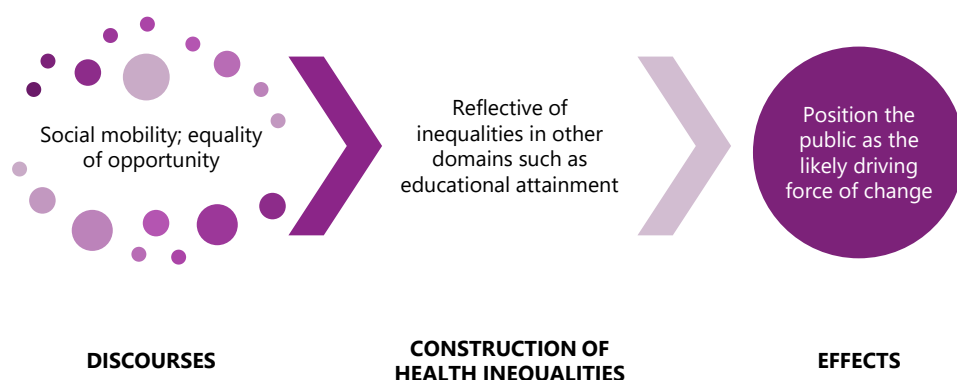 Social mobility; equality
of opportunity
Reflective of
inequalities in other
domains such as
educational attainment
Position the
public as the
likely driving
force of change
DISCOURSES
CONSTRUCTION OF
HEALTH INEQUALITIES
EFFECTS